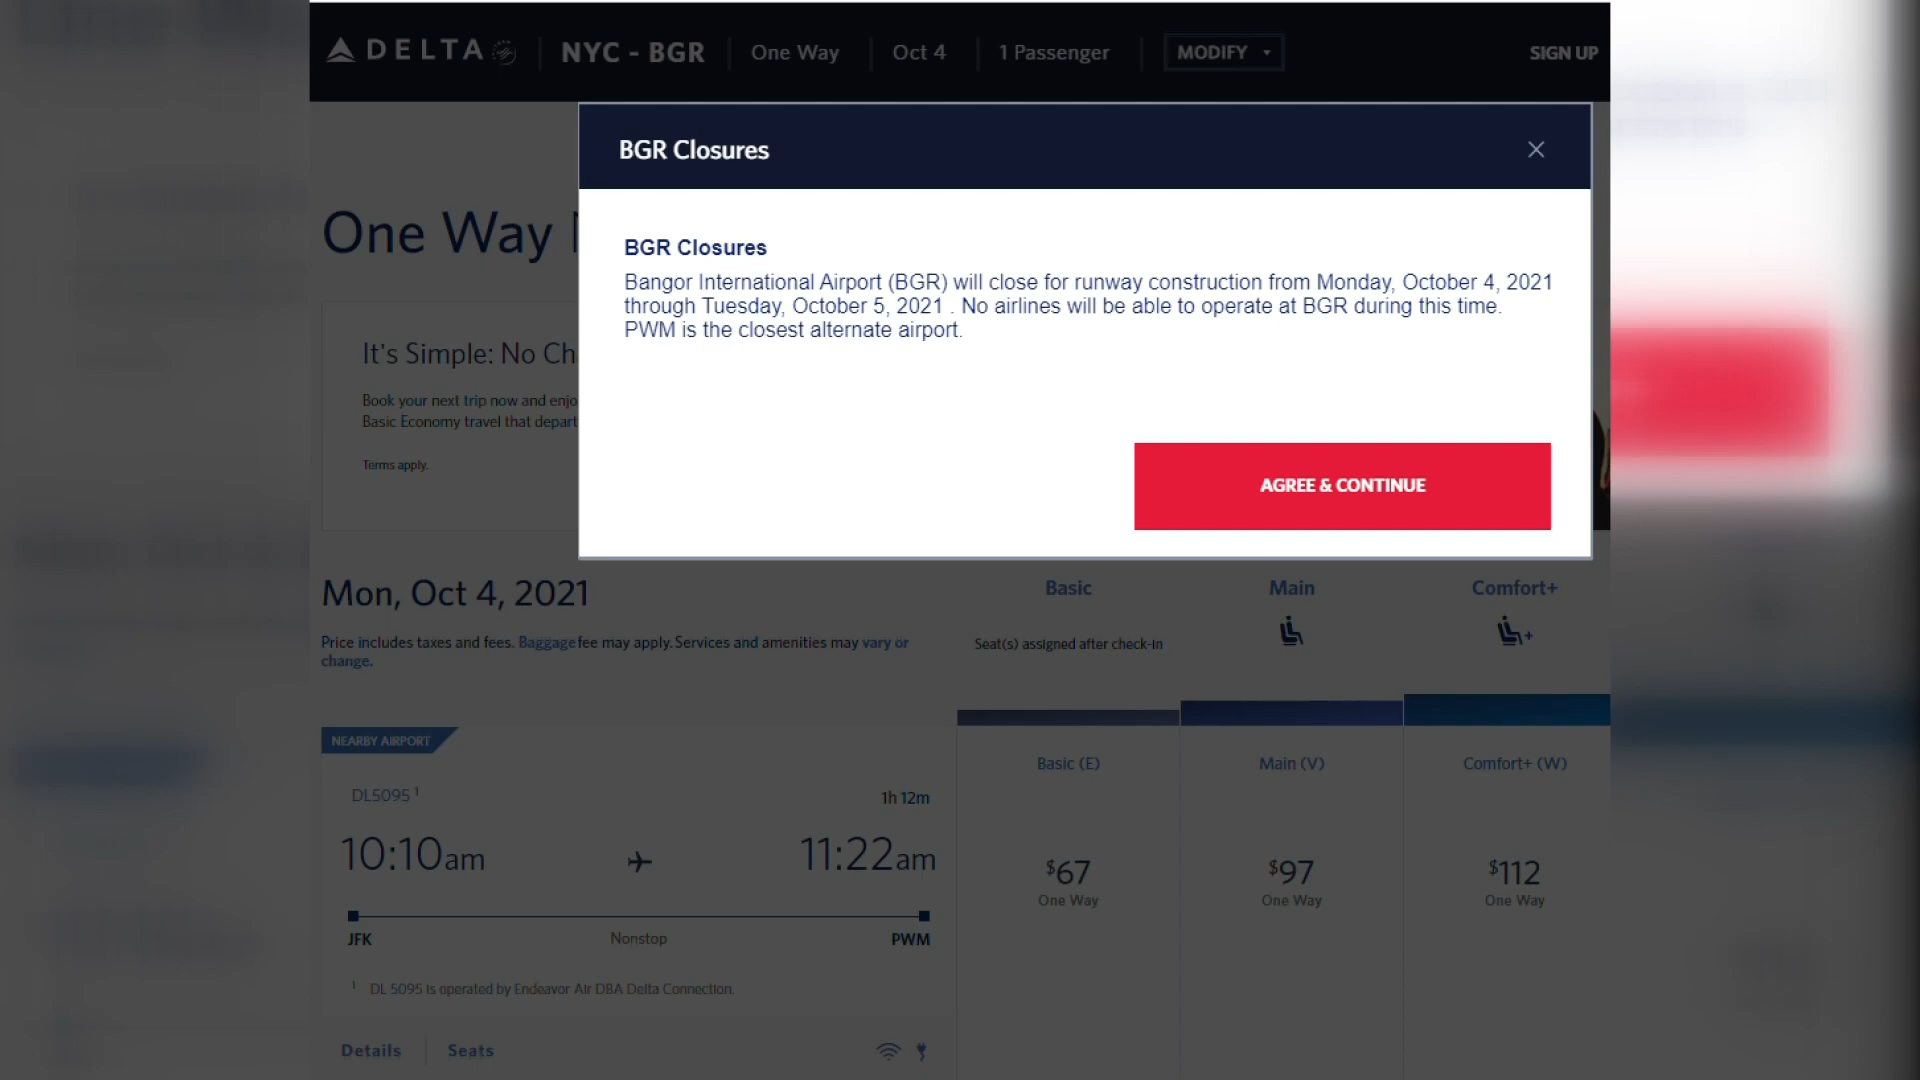 DELTA NYC - BGR One Way Oct 4 1 Passenger MODIFY SIGN UP
BGR Closures
One Way
BGR Closures
Bangor International Airport (BGR) will close for runway construction from Monday, October 4, 2021
through Tuesday, October 5, 2021 . No airlines will be able to operate at BGR during this time.
PWM is the closest alternate airport.
It's Simple: No Ch
Book your next trip now and enjo
Basic Economy travel that depart
Terms apply.
AGREE & CONTINUE
Mon, Oct 4, 2021
Basic Main Comfort+
Price includes taxes and fees. Baggage fee may apply. Services and amenities may vary or
change.
Seat(s) assigned after check-in
NEARBY AIRPORT
Basic (E) Main (V) Comfort+ (W)
DL5095 1 1h 12m
10:10am 11:22am
$67 $97 $112
One Way One Way One Way
JFK Nonstop PWM
1 DL 5095 is operated by Endeavor Air DBA Delta Connection.
Details Seats